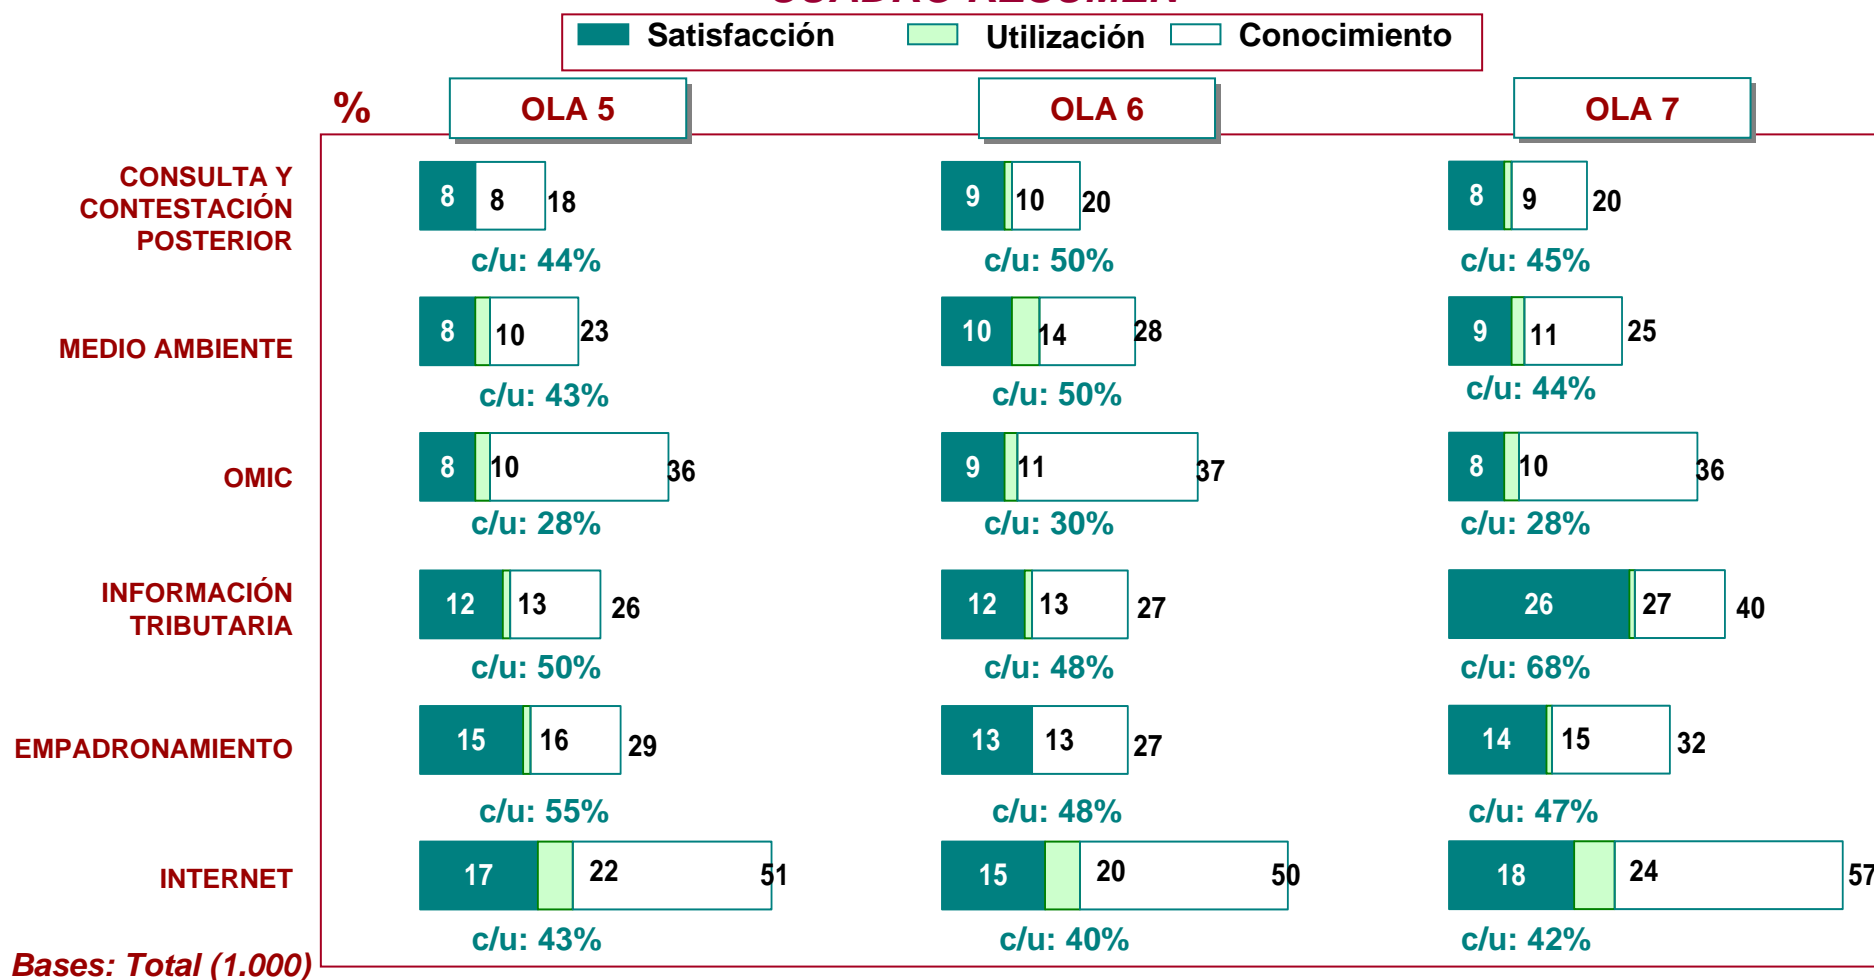 CUADRO RESUMEN
Satisfacción Utilización Conocimiento
% OLA 5 OLA 6 OLA 7
CONSULTA Y
CONTESTACIÓN
POSTERIOR
8 8 18 9 10 20 8 9 20
c/u: 44% c/u: 50% c/u: 45%
MEDIO AMBIENTE
8 10 23 10 14 28 9 11 25
c/u: 43% c/u: 50% c/u: 44%
OMIC
8 10 36 9 11 37 8 10 36
c/u: 28% c/u: 30% c/u: 28%
INFORMACIÓN
TRIBUTARIA
12 13 26 12 13 27 26 27 40
c/u: 50% c/u: 48% c/u: 68%
EMPADRONAMIENTO
15 16 29 13 13 27 14 15 32
c/u: 55% c/u: 48% c/u: 47%
INTERNET
17 22 51 15 20 50 18 24 57
c/u: 43% c/u: 40% c/u: 42%
Bases: Total (1.000)